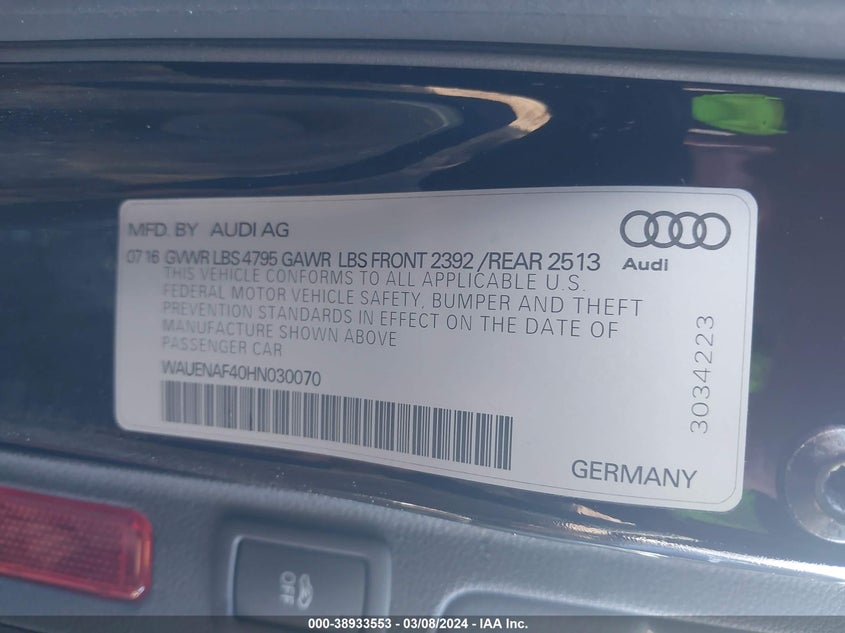 MFD. BY AUDI AG
0716 GVWR LBS 4795 GAWR LBS FRONT 2392 /REAR 2513
THIS VEHICLE CONFORMS TO ALL APPLICABLE U.S.
FEDERAL MOTOR VEHICLE SAFETY, BUMPER AND THEFT
PREVENTION STANDARDS IN EFFECT ON THE DATE OF
MANUFACTURE SHOWN ABOVE
PASSENGER CAR
WAUENAF40HN030070
Audi
3034223
GERMANY
OFF
000-38933553 - 03/08/2024 - IAA Inc.